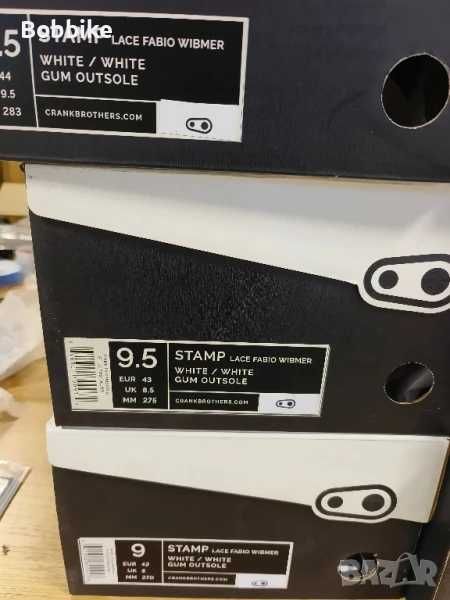 Bobbike
.5
STAMP LACE FABIO WIBMER
WHITE / WHITE
GUM OUTSOLE
44
9.5
283
CRANKBROTHERS.COM
9.5
STAMP LACE FABIO WIBMER
WHITE / WHITE
GUM OUTSOLE
EUR 43
UK 8.5
MM 275
CRANKBROTHERS.COM
9
STAMP LACE FABIO WIBMER
WHITE / WHITE
GUM OUTSOLE
EUR 42
UK 8
MM 270
CRANKBROTHERS.COM
BAZAR